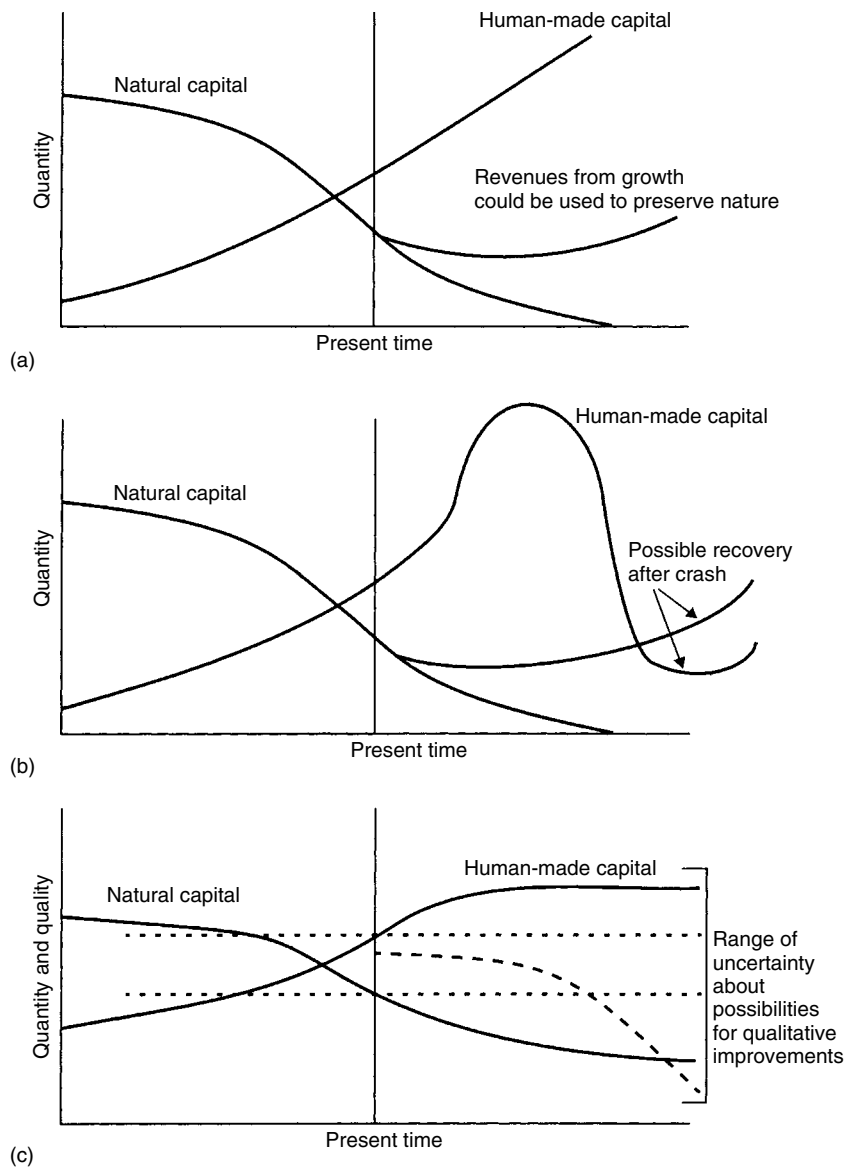 Human-made capital
Natural capital
Quantity
Revenues from growth
could be used to preserve nature
Present time
(a)
Human-made capital
Natural capital
Quantity
Possible recovery
after crash
Present time
(b)
Human-made capital
Natural capital
Quantity and quality
Range of
uncertainty
about
possibilities
for qualitative
improvements
Present time
(c)